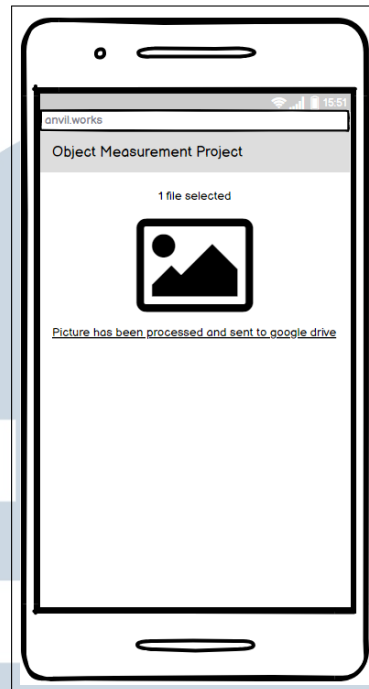 15:51
anvil.works
Object Measurement Project
1 file selected
Picture has been processed and sent to google drive